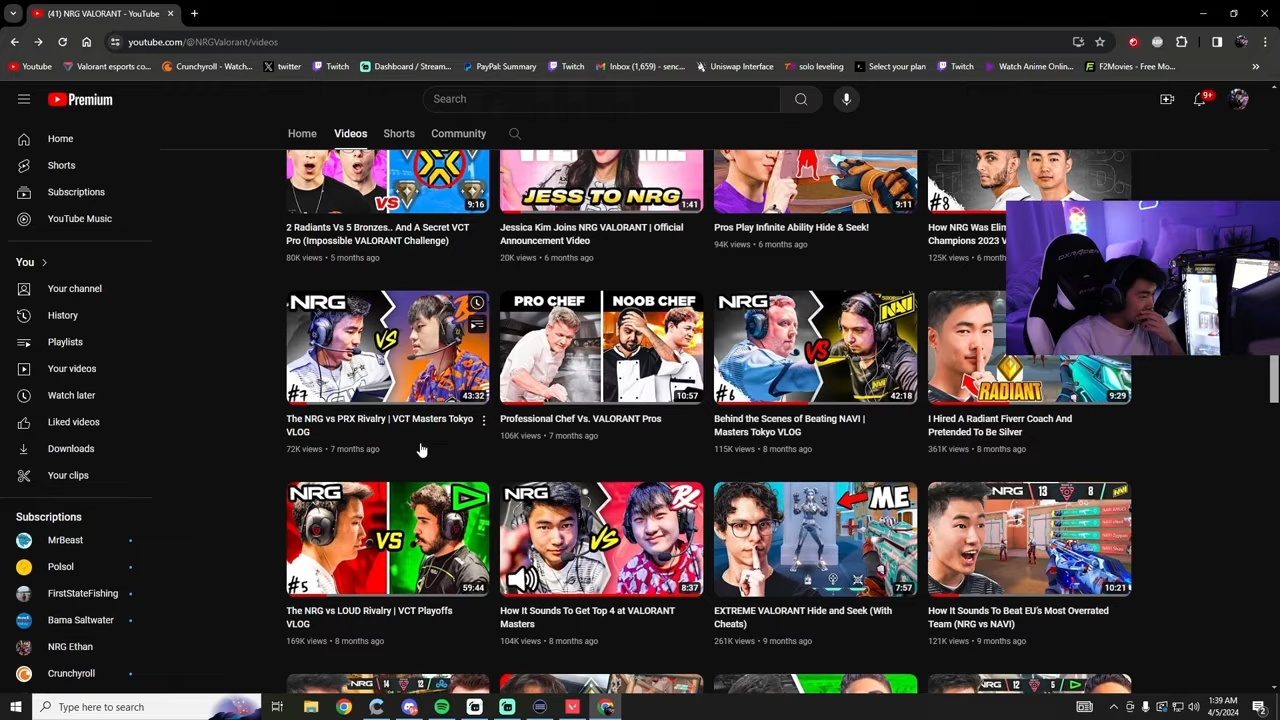 (41) NRG VALORANT - YouTube
youtube.com/@NRGValorant/videos
Youtube
Valorant esports co...
Crunchyroll - Watc...
twitter
Twitch
Dashboard / Stream...
PayPal: Summary
Twitch
Inbox (1,659) - senc...
Uniswap Interface
solo leveling
Select your plan
Twitch
Watch Anime Onlin...
F2Movies - Free Mo...
Premium
Search
9+
Home
Shorts
Subscriptions
YouTube Music
You
Your channel
History
Playlists
Your videos
Watch later
Liked videos
Downloads
Your clips
Subscriptions
MrBeast
Polsol
FirstStateFishing
Bama Saltwater
NRG Ethan
Crunchyroll
Home Videos Shorts Community
VS
9:16
JESS TO NRG
1:41
9:11
#8
2 Radiants Vs 5 Bronzes.. And A Secret VCT
Pro (Impossible VALORANT Challenge)
80K views • 5 months ago
Jessica Kim Joins NRG VALORANT | Official
Announcement Video
20K views • 6 months ago
Pros Play Infinite Ability Hide & Seek!
94K views • 6 months ago
How NRG Was Elim
Champions 2023 V
125K views • 6 month
NRG
VS
#7
43:32
PRO CHEF
NOOB CHEF
10:57
NRG
VS
NAVI
#6
42:18
RADIANT
9:29
The NRG vs PRX Rivalry | VCT Masters Tokyo
VLOG
72K views • 7 months ago
Professional Chef Vs. VALORANT Pros
106K views • 7 months ago
Behind the Scenes of Beating NAVI |
Masters Tokyo VLOG
115K views • 8 months ago
I Hired A Radiant Fiverr Coach And
Pretended To Be Silver
361K views • 8 months ago
NRG
VS
#5
59:44
NRG
VS
8:37
ME
7:57
NRG 13 8
10:21
The NRG vs LOUD Rivalry | VCT Playoffs
VLOG
169K views • 8 months ago
How It Sounds To Get Top 4 at VALORANT
Masters
104K views • 8 months ago
EXTREME VALORANT Hide and Seek (With
Cheats)
261K views • 9 months ago
How It Sounds To Beat EU's Most Overrated
Team (NRG vs NAVI)
121K views • 9 months ago
NRG 14 12
NRG 12 5
Type here to search
1:39 AM
4/5/2024